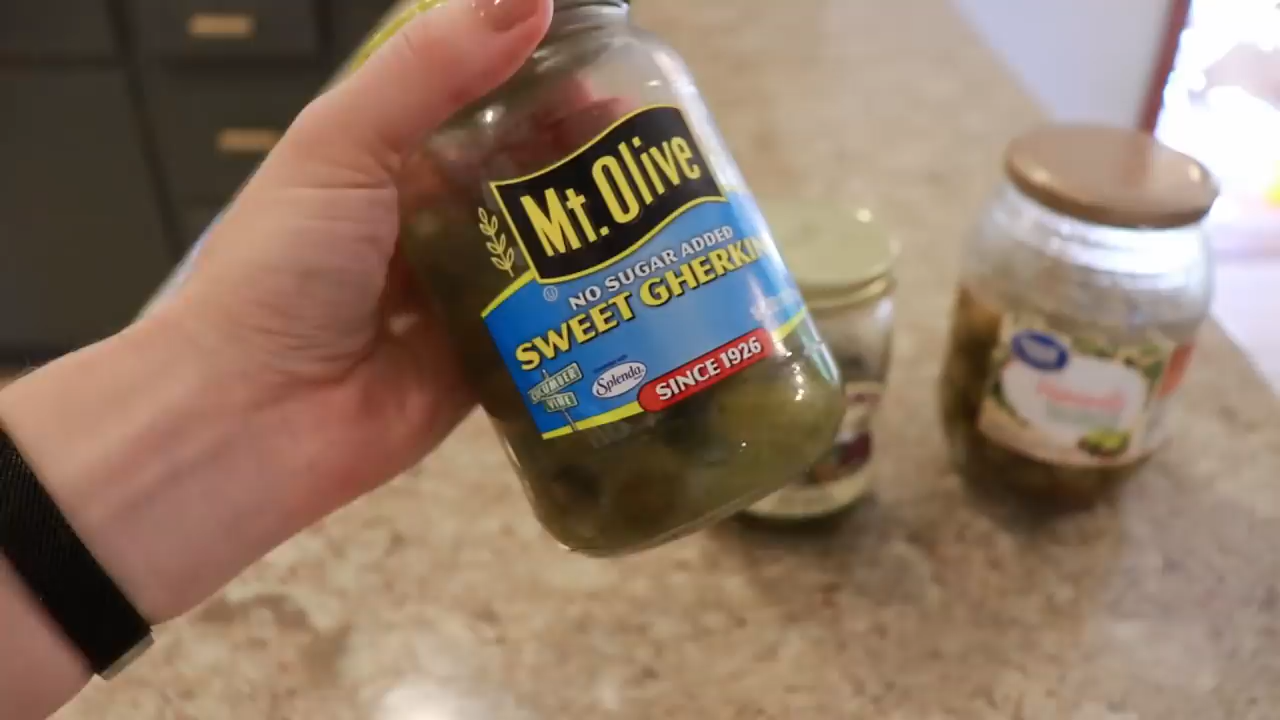 Mt. Olive
NO SUGAR ADDED
SWEET GHERKIN
CUCUMBER
VINE
Splenda
SINCE 1926